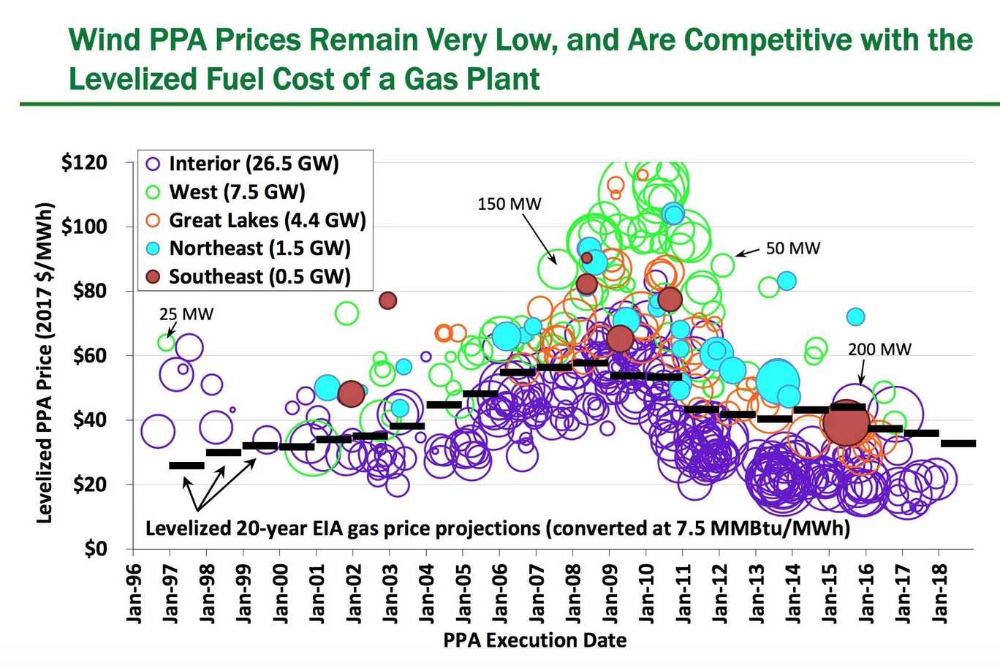 Wind PPA Prices Remain Very Low, and Are Competitive with the
Levelized Fuel Cost of a Gas Plant
Levelized PPA Price (2017 $/MWh)
$120
$100
$80
$60
$40
$20
$0
Interior (26.5 GW)
West (7.5 GW)
Great Lakes (4.4 GW)
Northeast (1.5 GW)
Southeast (0.5 GW)
150 MW
50 MW
25 MW
200 MW
Levelized 20-year EIA gas price projections (converted at 7.5 MMBtu/MWh)
Jan-96
Jan-97
Jan-98
Jan-99
Jan-00
Jan-01
Jan-02
Jan-03
Jan-04
Jan-05
Jan-06
Jan-07
Jan-08
Jan-09
Jan-10
Jan-11
Jan-12
Jan-13
Jan-14
Jan-15
Jan-16
Jan-17
Jan-18
PPA Execution Date